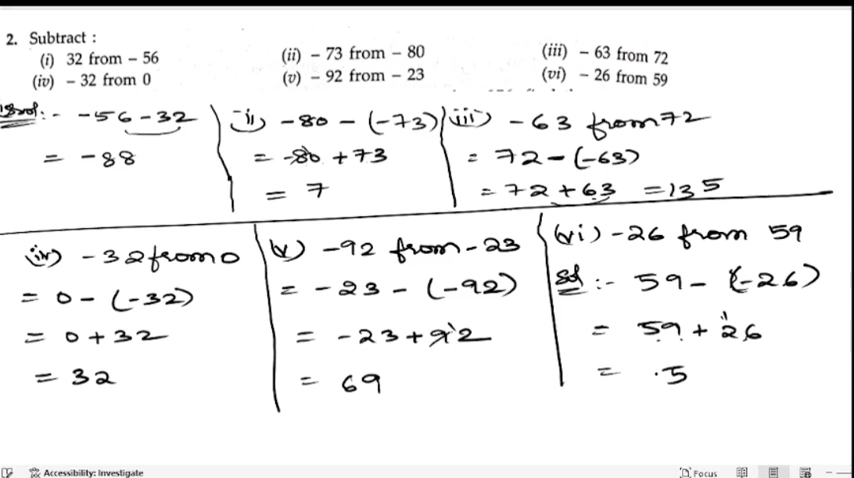 2. Subtract :
(i) 32 from – 56
(ii) – 73 from – 80
(iii) – 63 from 72
(iv) – 32 from 0
(v) – 92 from – 23
(vi) – 26 from 59
Sol:- -56-32
= -88
ii) -80 - (-73)
= -80 +73
= 7
iii) -63 from 72
= 72-(-63)
= 72+63 =135
iv) -32 from 0
= 0 - (-32)
= 0+32
= 32
v) -92 from -23
= -23 - (-92)
= -23+92
= 69
(vi) -26 from 59
Sol :- 59 - (-26)
= 59 + 26
= 5
Accessibility: Investigate
Focus